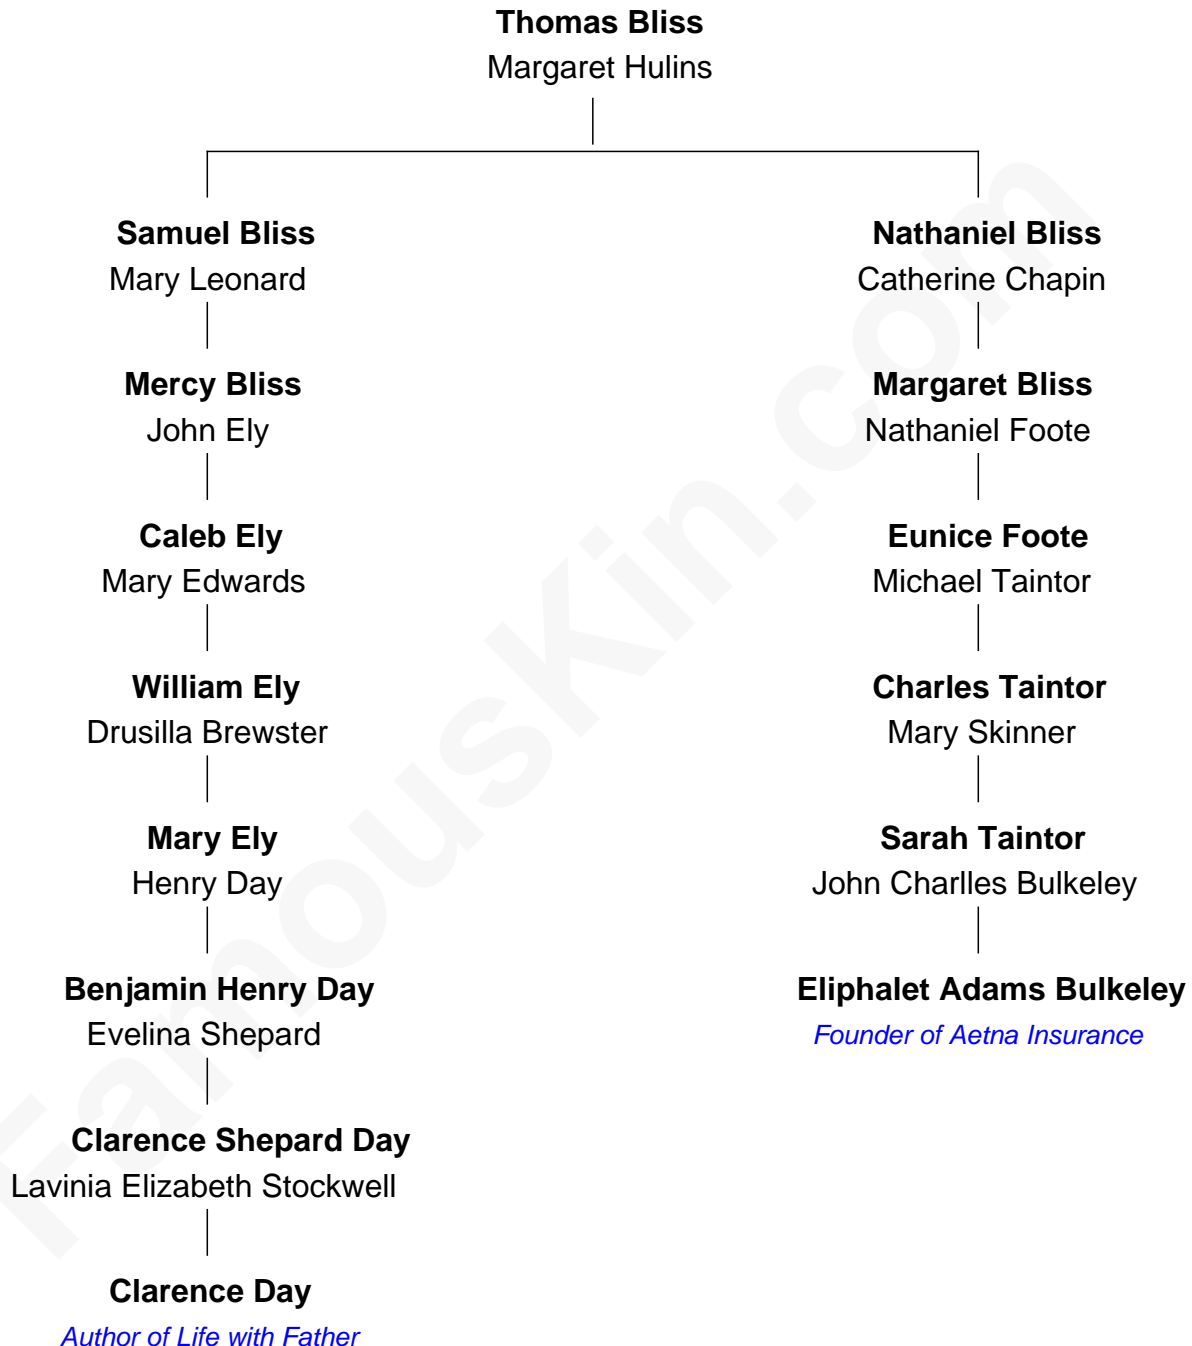 Thomas Bliss
Margaret Hulins
Samuel Bliss
Mary Leonard
Mercy Bliss
John Ely
Caleb Ely
Mary Edwards
William Ely
Drusilla Brewster
Mary Ely
Henry Day
Benjamin Henry Day
Evelina Shepard
Clarence Shepard Day
Lavinia Elizabeth Stockwell
Clarence Day
Author of Life with Father
Nathaniel Bliss
Catherine Chapin
Margaret Bliss
Nathaniel Foote
Eunice Foote
Michael Taintor
Charles Taintor
Mary Skinner
Sarah Taintor
John Charlles Bulkeley
Eliphalet Adams Bulkeley
Founder of Aetna Insurance
FamousKin.com